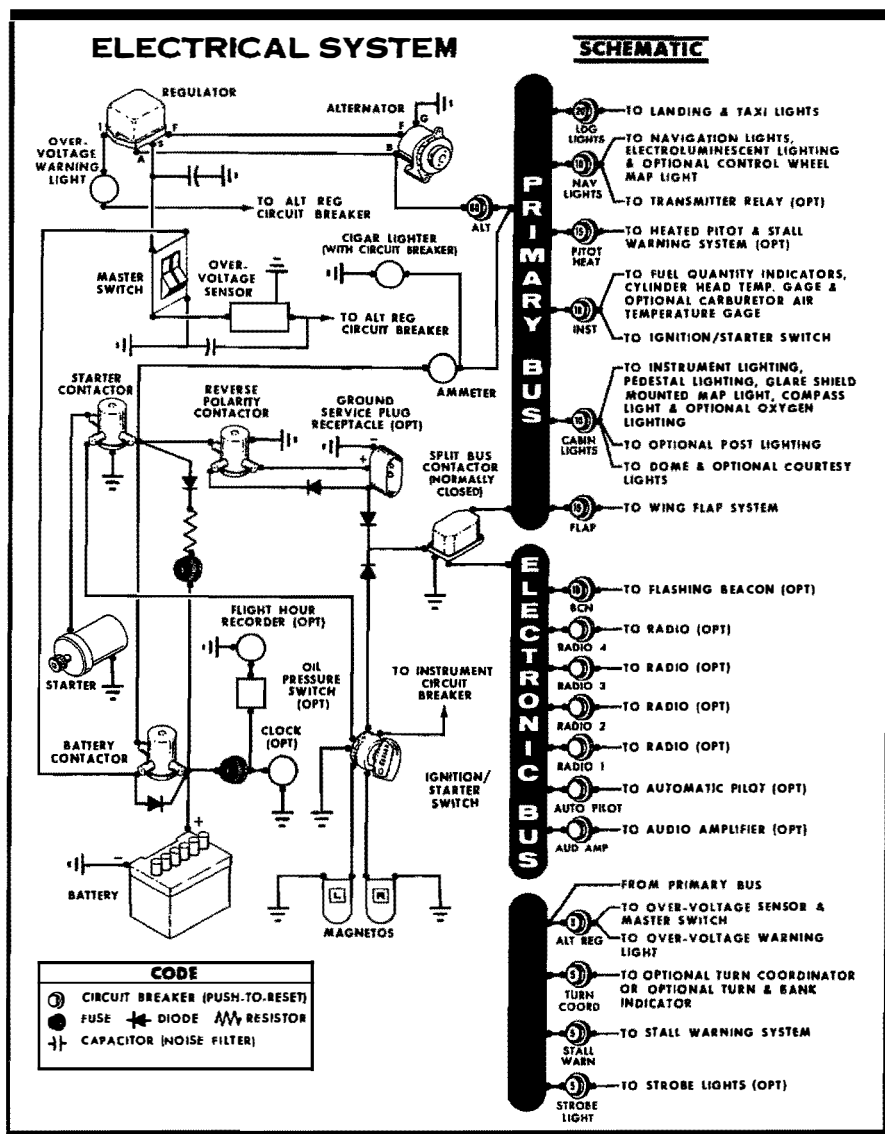 ELECTRICAL SYSTEM
SCHEMATIC
REGULATOR
ALTERNATOR
F
G
F
S
A
B
OVER-
VOLTAGE
WARNING
LIGHT
TO ALT REG
CIRCUIT BREAKER
60
ALT
MASTER
SWITCH
OVER-
VOLTAGE
SENSOR
CIGAR LIGHTER
(WITH CIRCUIT BREAKER)
TO ALT REG
CIRCUIT BREAKER
AMMETER
STARTER
CONTACTOR
REVERSE
POLARITY
CONTACTOR
GROUND
SERVICE PLUG
RECEPTACLE (OPT)
-
+
SPLIT BUS
CONTACTOR
(NORMALLY
CLOSED)
STARTER
FLIGHT HOUR
RECORDER (OPT)
OIL
PRESSURE
SWITCH
(OPT)
TO INSTRUMENT
CIRCUIT
BREAKER
BATTERY
CONTACTOR
CLOCK
(OPT)
IGNITION/
STARTER
SWITCH
+
-
BATTERY
L
R
MAGNETOS
PRIMARY BUS
20
LDG
LIGHTS
TO LANDING & TAXI LIGHTS
10
NAV
LIGHTS
TO NAVIGATION LIGHTS,
ELECTROLUMINESCENT LIGHTING
& OPTIONAL CONTROL WHEEL
MAP LIGHT
TO TRANSMITTER RELAY (OPT)
15
PITOT
HEAT
TO HEATED PITOT & STALL
WARNING SYSTEM (OPT)
10
INST
TO FUEL QUANTITY INDICATORS,
CYLINDER HEAD TEMP. GAGE &
OPTIONAL CARBURETOR AIR
TEMPERATURE GAGE
TO IGNITION/STARTER SWITCH
10
CABIN
LIGHTS
TO INSTRUMENT LIGHTING,
PEDESTAL LIGHTING, GLARE SHIELD
MOUNTED MAP LIGHT, COMPASS
LIGHT & OPTIONAL OXYGEN
LIGHTING
TO OPTIONAL POST LIGHTING
TO DOME & OPTIONAL COURTESY
LIGHTS
15
FLAP
TO WING FLAP SYSTEM
ELECTRONIC BUS
10
BCN
TO FLASHING BEACON (OPT)
RADIO 4
TO RADIO (OPT)
RADIO 3
TO RADIO (OPT)
RADIO 2
TO RADIO (OPT)
RADIO 1
TO RADIO (OPT)
AUTO PILOT
TO AUTOMATIC PILOT (OPT)
AUD AMP
TO AUDIO AMPLIFIER (OPT)
FROM PRIMARY BUS
ALT REG
TO OVER-VOLTAGE SENSOR &
MASTER SWITCH
TO OVER-VOLTAGE WARNING
LIGHT
5
TURN
COORD
TO OPTIONAL TURN COORDINATOR
OR OPTIONAL TURN & BANK
INDICATOR
5
STALL
WARN
TO STALL WARNING SYSTEM
5
STROBE
LIGHT
TO STROBE LIGHTS (OPT)
CODE
CIRCUIT BREAKER (PUSH-TO-RESET)
FUSE DIODE RESISTOR
CAPACITOR (NOISE FILTER)